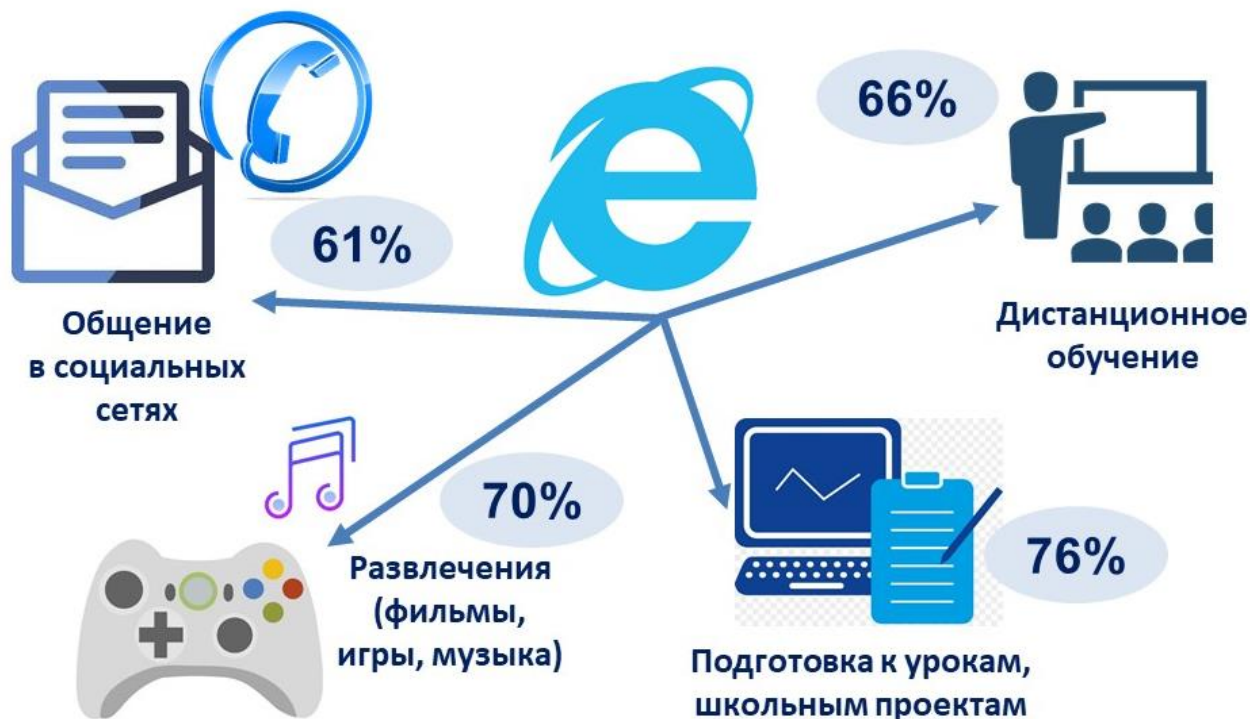 61%
Общение
в социальных
сетях
66%
Дистанционное
обучение
70%
Развлечения
(фильмы,
игры, музыка)
76%
Подготовка к урокам,
школьным проектам